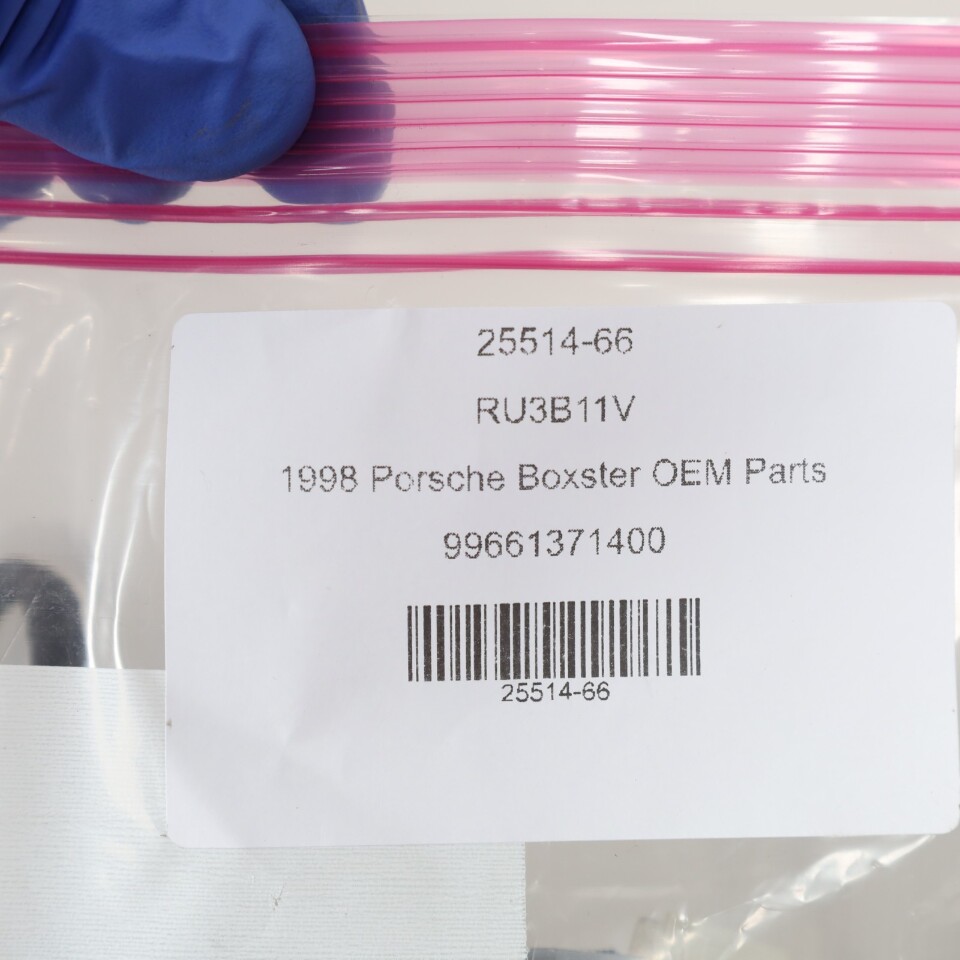 25514-66
RU3B11V
1998 Porsche Boxster OEM Parts
99661371400
25514-66